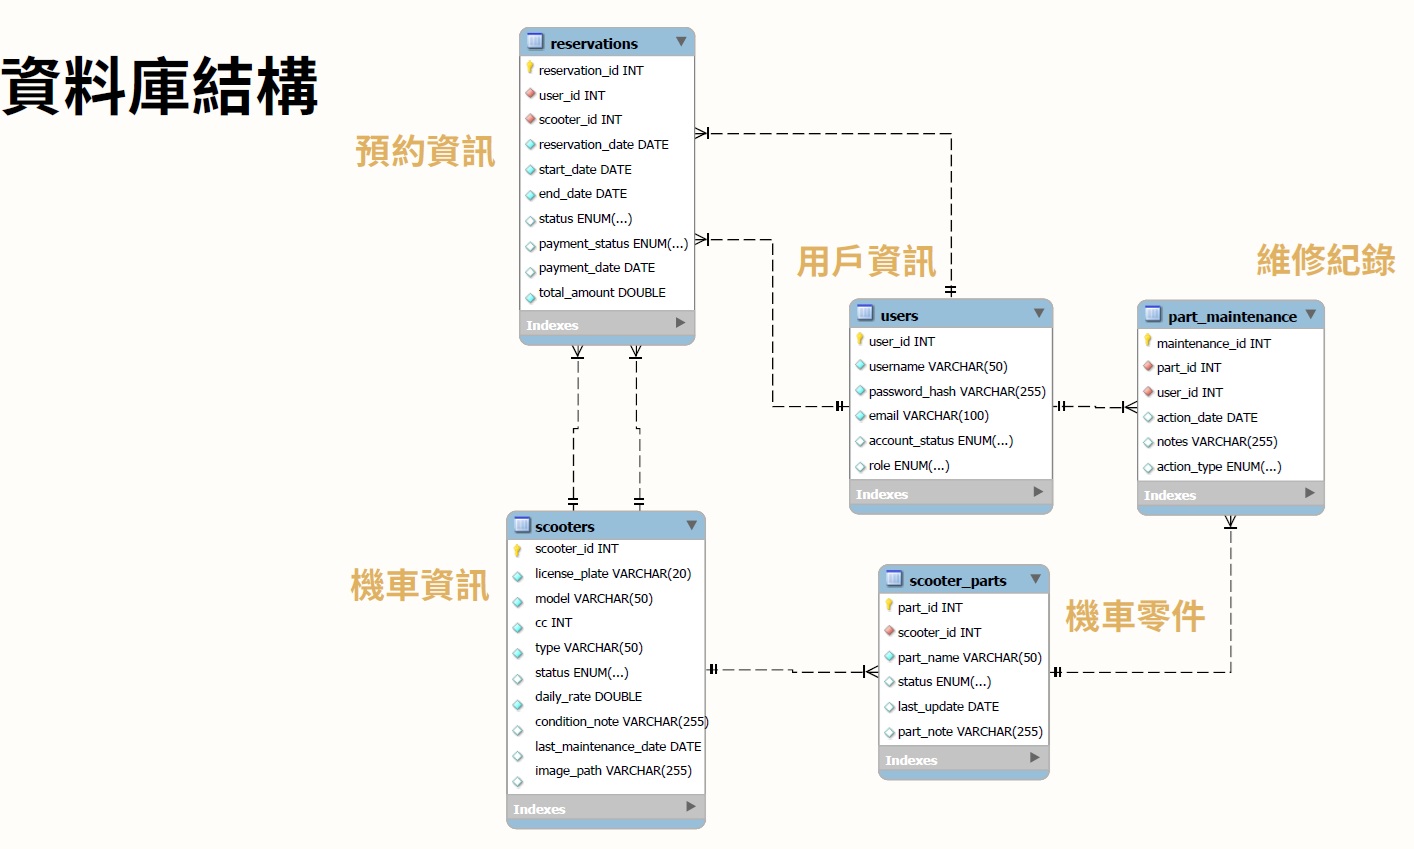 資料庫結構
預約資訊
reservations
reservation_id INT
user_id INT
scooter_id INT
reservation_date DATE
start_date DATE
end_date DATE
status ENUM(...)
payment_status ENUM(...)
payment_date DATE
total_amount DOUBLE
Indexes
用戶資訊
users
user_id INT
username VARCHAR(50)
password_hash VARCHAR(255)
email VARCHAR(100)
account_status ENUM(...)
role ENUM(...)
Indexes
維修紀錄
part_maintenance
maintenance_id INT
part_id INT
user_id INT
action_date DATE
notes VARCHAR(255)
action_type ENUM(...)
Indexes
機車資訊
scooters
scooter_id INT
license_plate VARCHAR(20)
model VARCHAR(50)
cc INT
type VARCHAR(50)
status ENUM(...)
daily_rate DOUBLE
condition_note VARCHAR(255)
last_maintenance_date DATE
image_path VARCHAR(255)
Indexes
機車零件
scooter_parts
part_id INT
scooter_id INT
part_name VARCHAR(50)
status ENUM(...)
last_update DATE
part_note VARCHAR(255)
Indexes